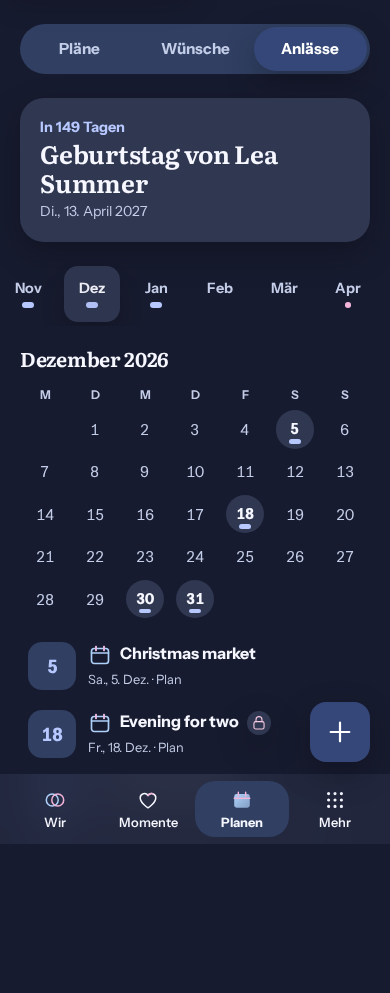 Pläne Wünsche Anlässe
In 149 Tagen
Geburtstag von Lea
Summer
Di., 13. April 2027
Nov Dez Jan Feb Mär Apr
Dezember 2026
M D M D F S S
1 2 3 4 5 6
7 8 9 10 11 12 13
14 15 16 17 18 19 20
21 22 23 24 25 26 27
28 29 30 31
5 Christmas market
Sa., 5. Dez. · Plan
18 Evening for two
Fr., 18. Dez. · Plan
Wir Momente Planen Mehr